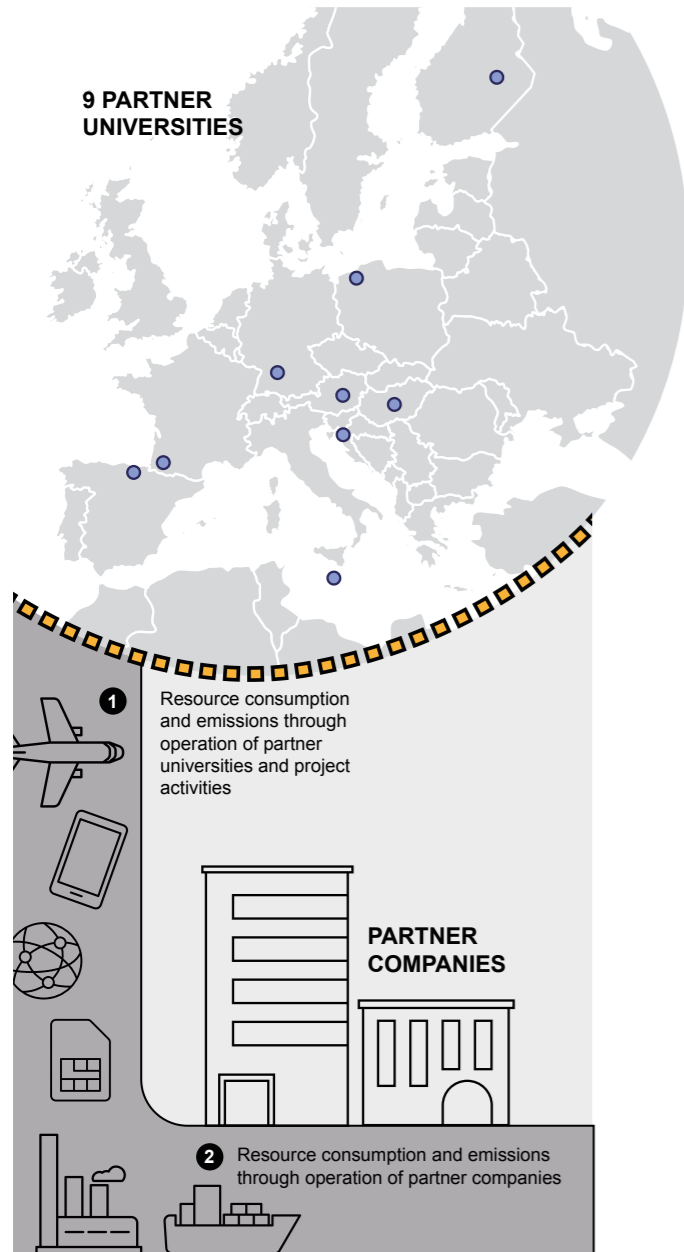 9 PARTNER
UNIVERSITIES
1
Resource consumption
and emissions through
operation of partner
universities and project
activities
PARTNER
COMPANIES
2
Resource consumption and emissions
through operation of partner companies